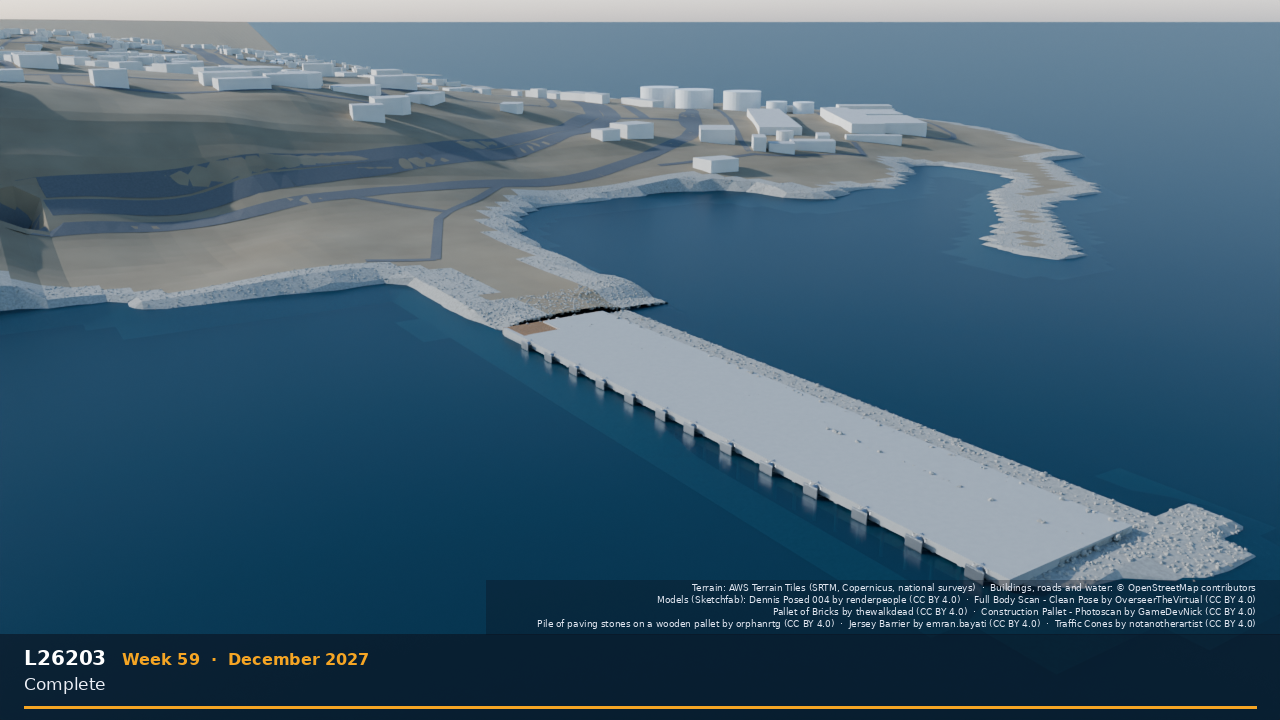 Terrain: AWS Terrain Tiles (SRTM, Copernicus, national surveys)  ·  Buildings, roads and water: © OpenStreetMap contributors
Models (Sketchfab): Dennis Posed 004 by renderpeople (CC BY 4.0)  ·  Full Body Scan - Clean Pose by OverseerTheVirtual (CC BY 4.0)
Pallet of Bricks by thewalkdead (CC BY 4.0)  ·  Construction Pallet - Photoscan by GameDevNick (CC BY 4.0)
Pile of paving stones on a wooden pallet by orphanrtg (CC BY 4.0)  ·  Jersey Barrier by emran.bayati (CC BY 4.0)  ·  Traffic Cones by notanotherartist (CC BY 4.0)
L26203  Week 59  ·  December 2027
Complete